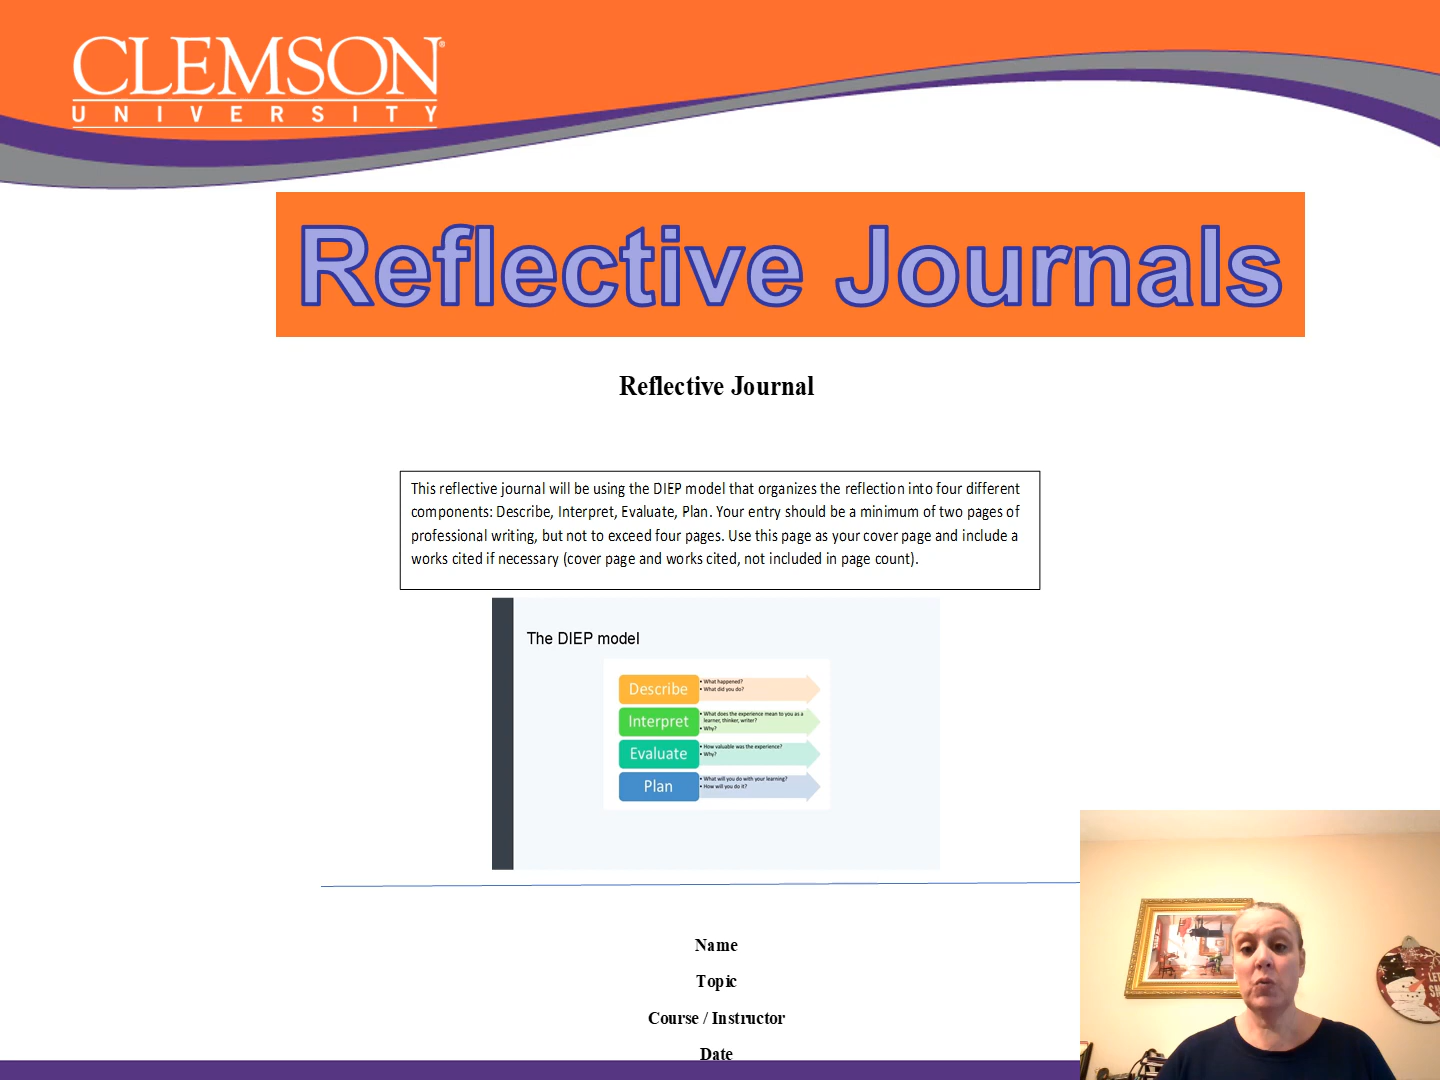 CLEMSON
UNIVERSITY
Reflective Journals
Reflective Journal
This reflective journal will be using the DIEP model that organizes the reflection into four different
components: Describe, Interpret, Evaluate, Plan. Your entry should be a minimum of two pages of
professional writing, but not to exceed four pages. Use this page as your cover page and include a
works cited if necessary (cover page and works cited, not included in page count).
The DIEP model
Describe
• What happened?
• What did you do?
Interpret
• What does the experience mean to you as a
learner, thinker, writer?
• Why?
Evaluate
• How valuable was the experience?
• Why?
Plan
• What will you do with your learning?
• How will you do it?
Name
Topic
Course / Instructor
Date